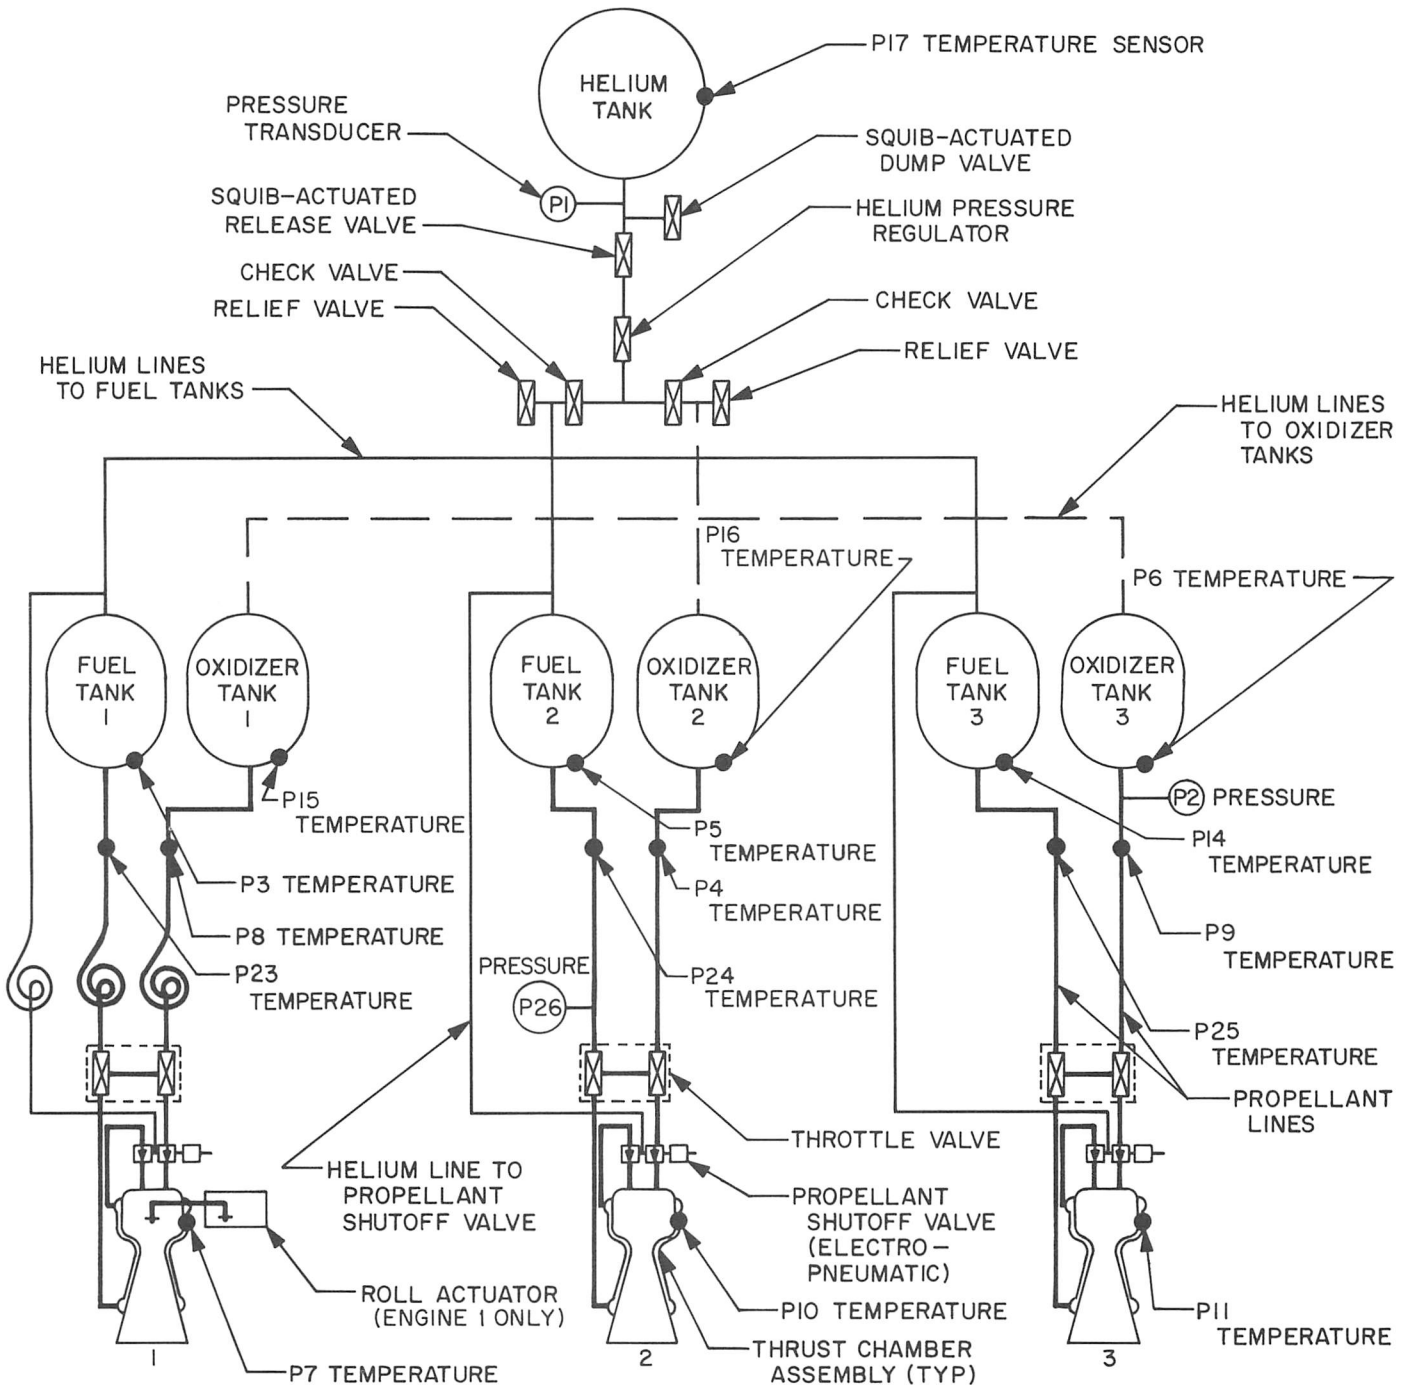 HELIUM
TANK
P17 TEMPERATURE SENSOR
PRESSURE
TRANSDUCER
SQUIB-ACTUATED
DUMP VALVE
SQUIB-ACTUATED
RELEASE VALVE
P1
HELIUM PRESSURE
REGULATOR
CHECK VALVE
RELIEF VALVE
CHECK VALVE
RELIEF VALVE
HELIUM LINES
TO FUEL TANKS
HELIUM LINES
TO OXIDIZER
TANKS
P16
TEMPERATURE
P6 TEMPERATURE
FUEL
TANK
1
OXIDIZER
TANK
1
FUEL
TANK
2
OXIDIZER
TANK
2
FUEL
TANK
3
OXIDIZER
TANK
3
P15
TEMPERATURE
P5
TEMPERATURE
P2 PRESSURE
P14
TEMPERATURE
P3 TEMPERATURE
P4
TEMPERATURE
P8 TEMPERATURE
P9
TEMPERATURE
P23
TEMPERATURE
PRESSURE
P26
P24
TEMPERATURE
P25
TEMPERATURE
PROPELLANT
LINES
THROTTLE VALVE
HELIUM LINE TO
PROPELLANT
SHUTOFF VALVE
PROPELLANT
SHUTOFF VALVE
(ELECTRO-
PNEUMATIC)
ROLL ACTUATOR
(ENGINE 1 ONLY)
P10 TEMPERATURE
P11
TEMPERATURE
THRUST CHAMBER
ASSEMBLY (TYP)
P7 TEMPERATURE
1
2
3